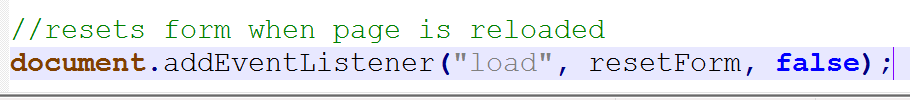 //resets form when page is reloaded
document.addEventListener("load", resetForm, false);